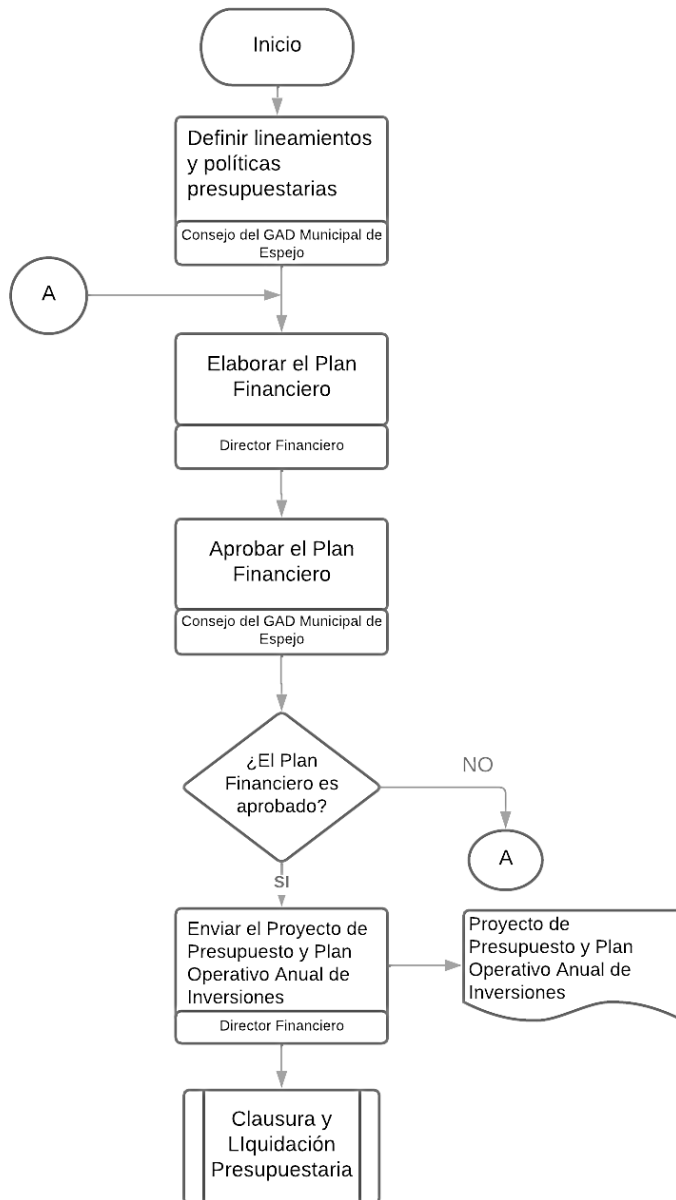 Inicio
Definir lineamientos
y políticas
presupuestarias
Consejo del GAD Municipal de
Espejo
A
Elaborar el Plan
Financiero
Director Financiero
Aprobar el Plan
Financiero
Consejo del GAD Municipal de
Espejo
¿El Plan
Financiero es
aprobado?
NO
A
SI
Enviar el Proyecto de
Presupuesto y Plan
Operativo Anual de
Inversiones
Director Financiero
Proyecto de
Presupuesto y Plan
Operativo Anual de
Inversiones
Clausura y
LIquidación
Presupuestaria